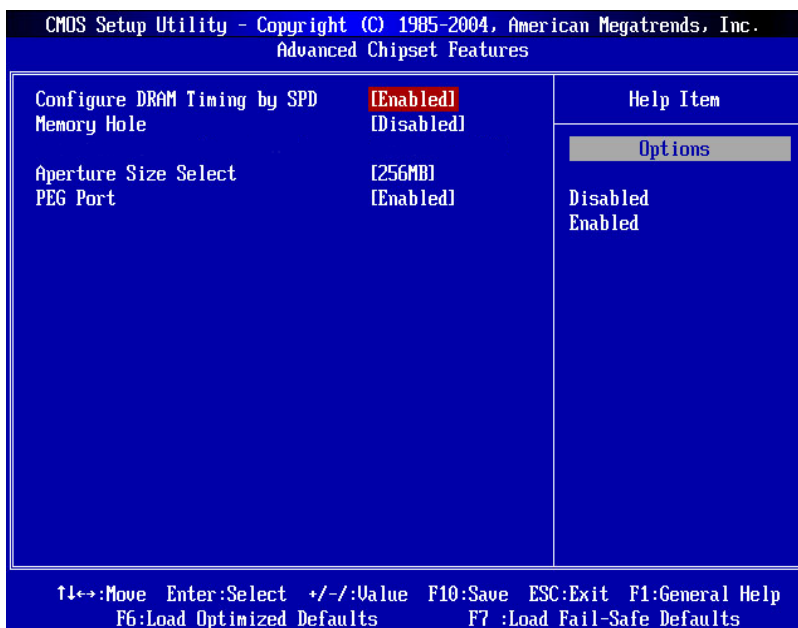 CMOS Setup Utility - Copyright (C) 1985-2004, American Megatrends, Inc.
Advanced Chipset Features
Configure DRAM Timing by SPD [Enabled]
Memory Hole [Disabled]
Aperture Size Select [256MB]
PEG Port [Enabled]
Help Item
Options
Disabled
Enabled
↑↓↔:Move Enter:Select +/-/:Value F10:Save ESC:Exit F1:General Help
F6:Load Optimized Defaults F7 :Load Fail-Safe Defaults